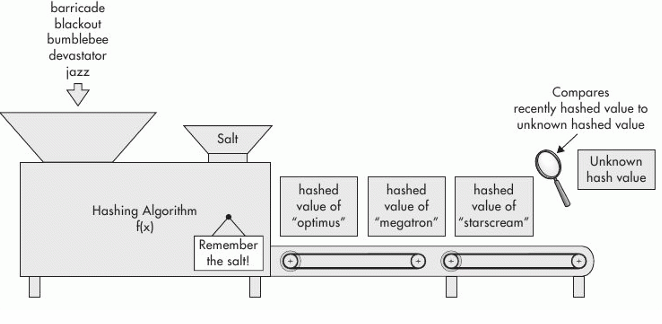 barricade
blackout
bumblebee
devastator
jazz
Salt
Hashing Algorithm
f(x)
Remember
the salt!
hashed
value of
“optimus”
hashed
value of
“megatron”
hashed
value of
“starscream”
Compares
recently hashed value to
unknown hashed value
Unknown
hash value